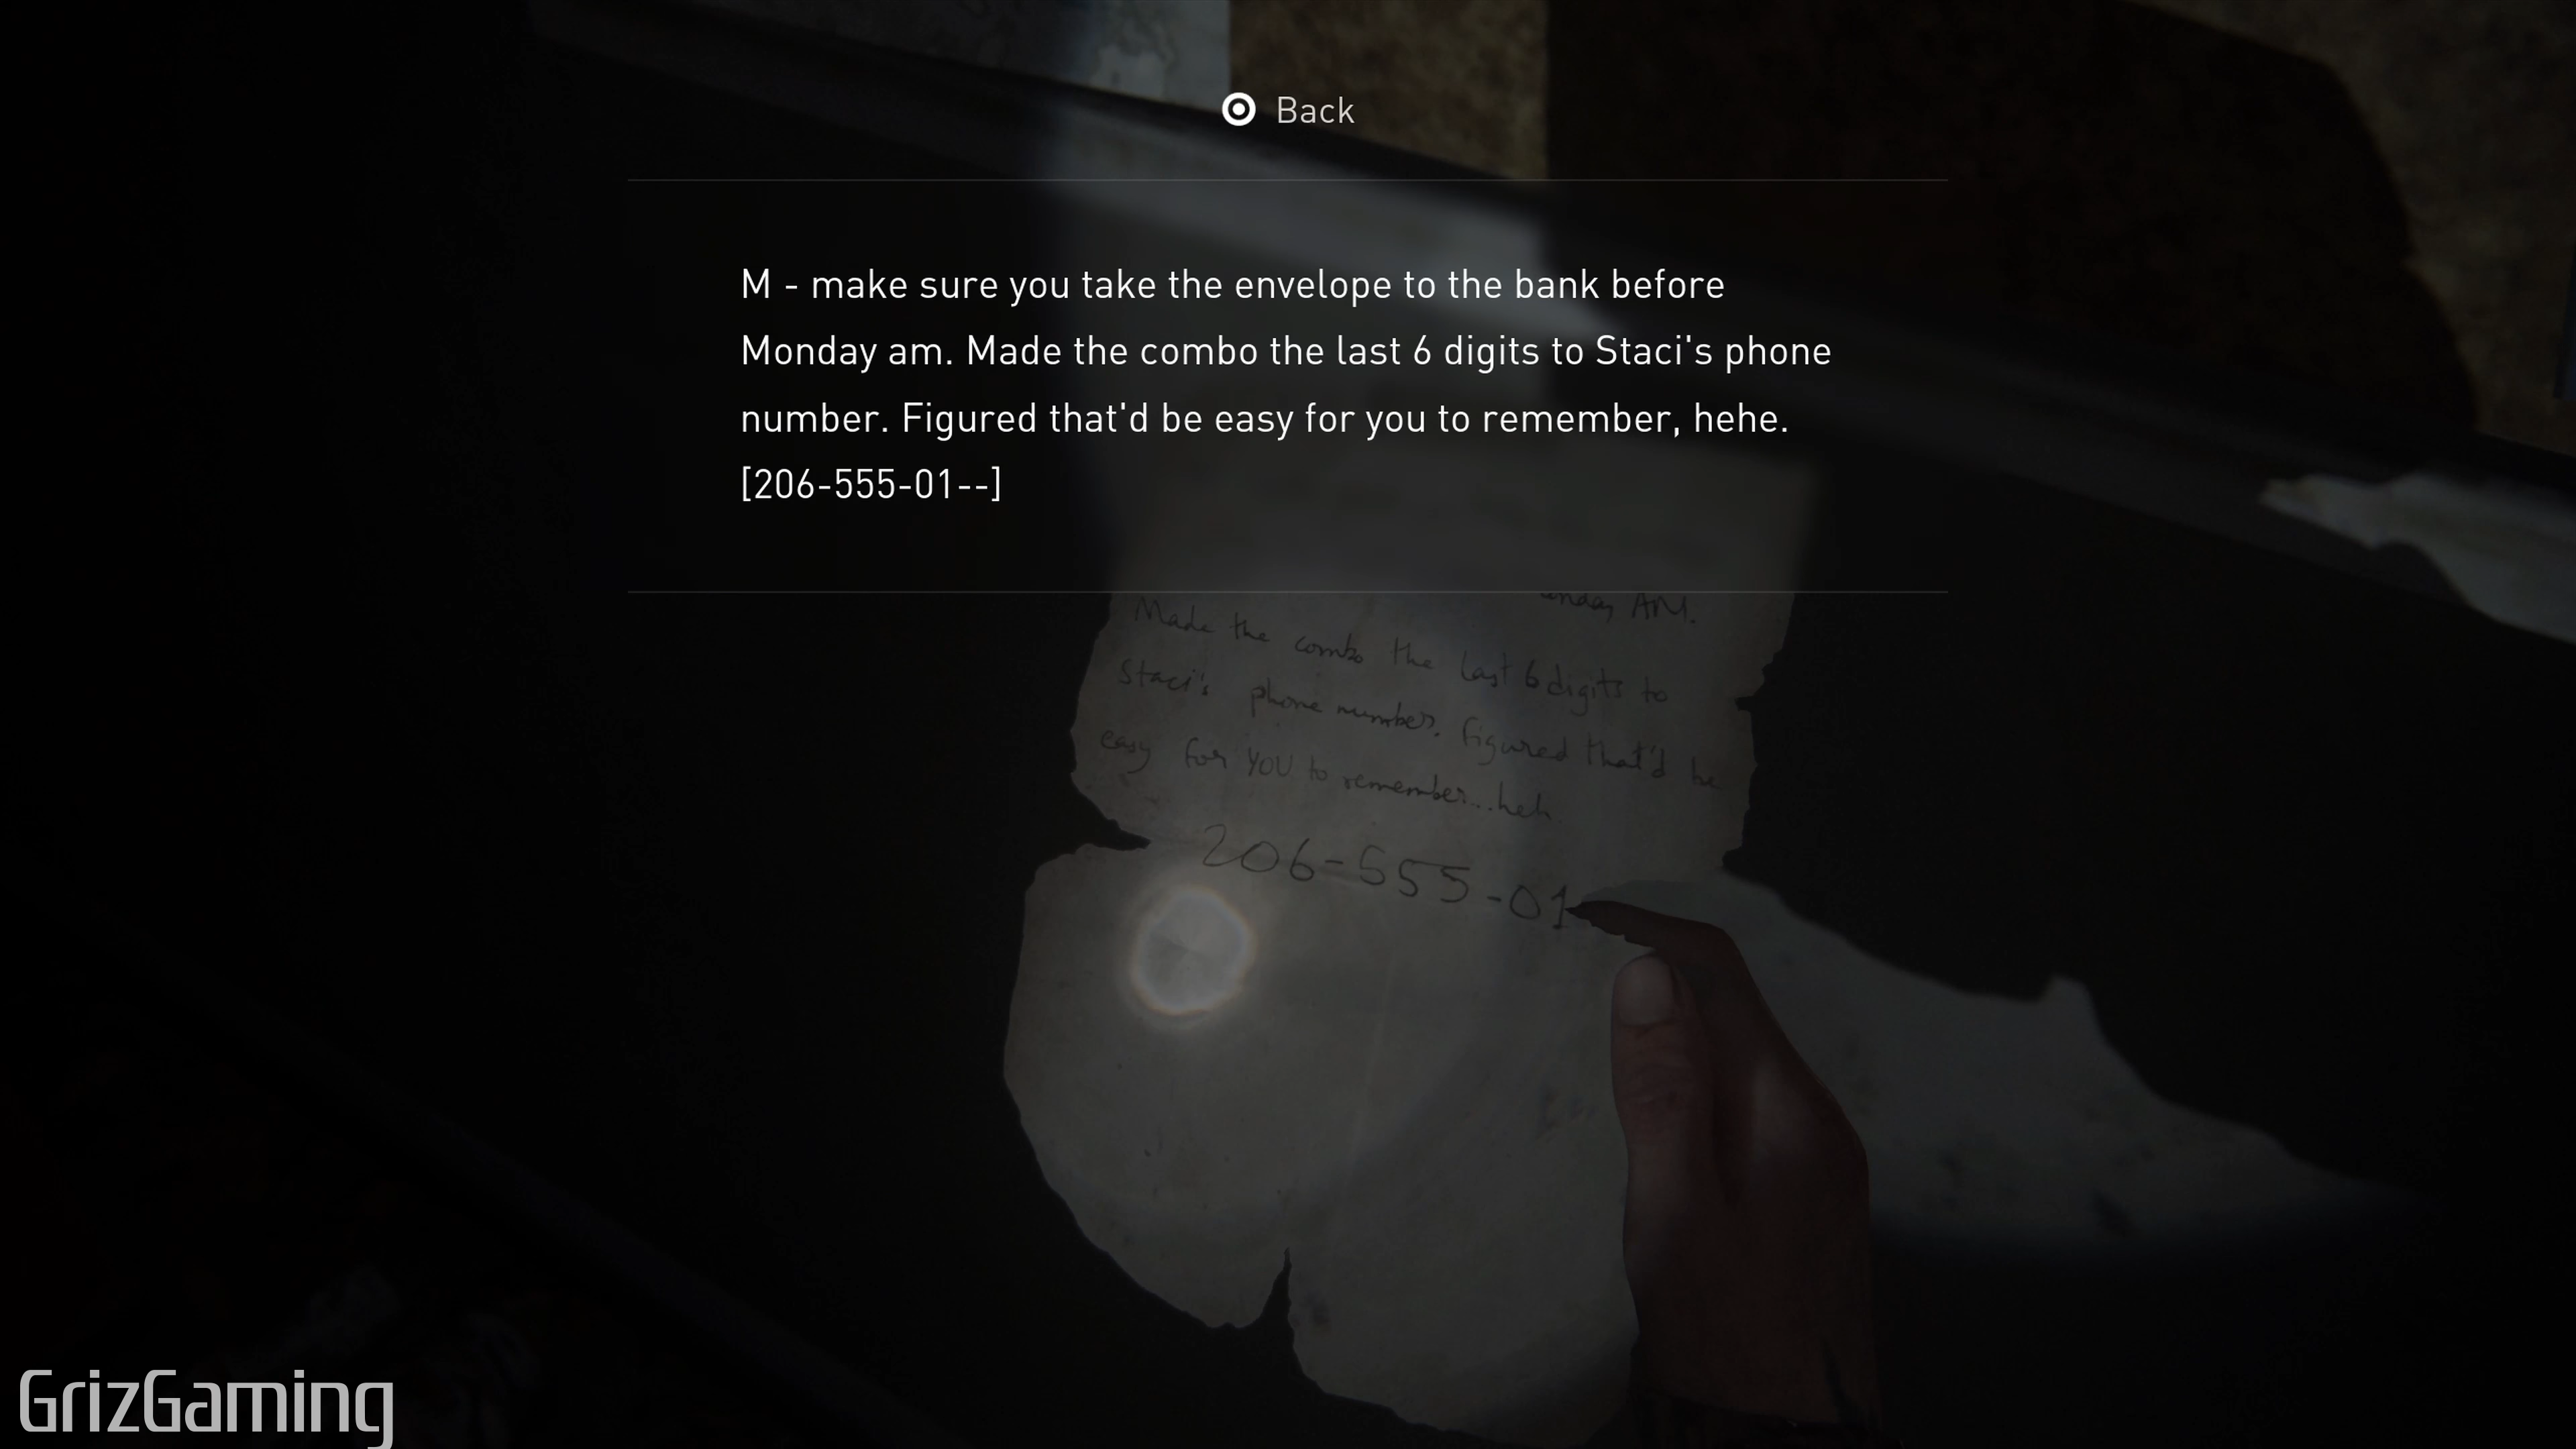 Back
M - make sure you take the envelope to the bank before
Monday am. Made the combo the last 6 digits to Staci's phone
number. Figured that'd be easy for you to remember, hehe.
[206-555-01--]
AM.
Made the combo the last 6 digits to
Staci's phone number. Figured that'd be
easy for YOU to remember...heh
206-555-01
GrizGaming